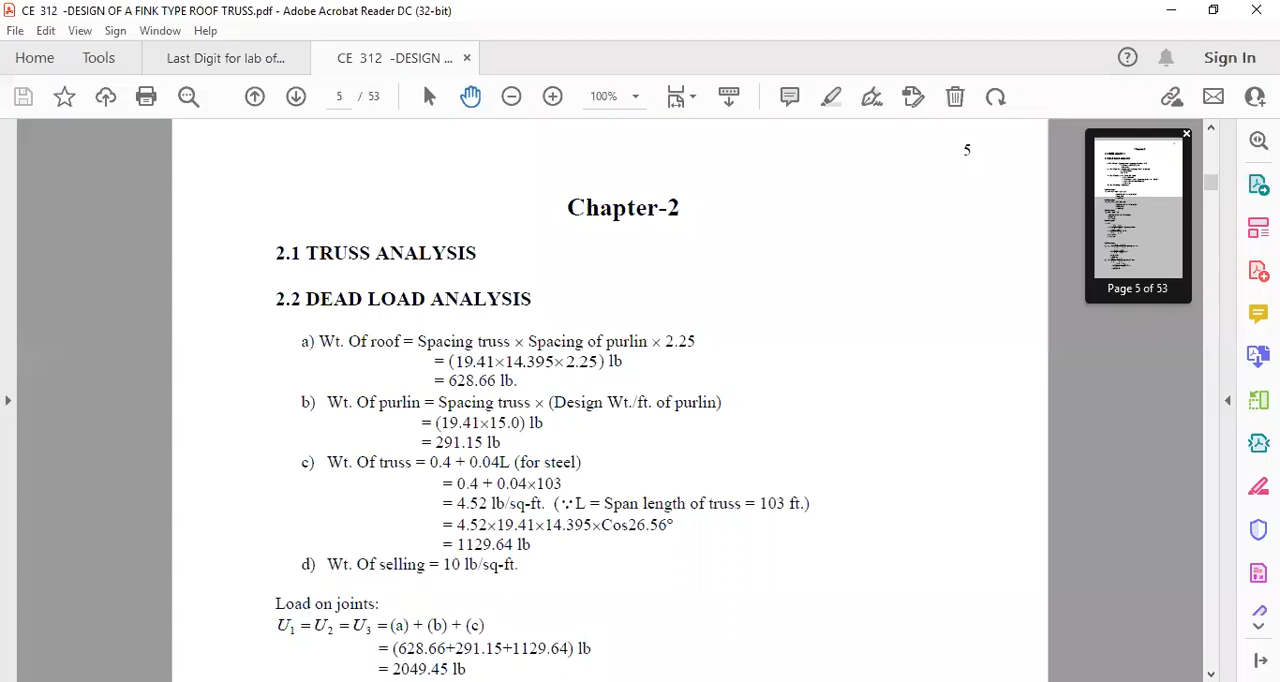 CE 312 -DESIGN OF A FINK TYPE ROOF TRUSS.pdf - Adobe Acrobat Reader DC (32-bit)
File Edit View Sign Window Help
Home Tools Last Digit for lab of... CE 312 -DESIGN ... × Sign In
5 / 53 100%
5
Chapter-2
2.1 TRUSS ANALYSIS
2.2 DEAD LOAD ANALYSIS
a) Wt. Of roof = Spacing truss × Spacing of purlin × 2.25
= (19.41×14.395×2.25) lb
= 628.66 lb.
b) Wt. Of purlin = Spacing truss × (Design Wt./ft. of purlin)
= (19.41×15.0) lb
= 291.15 lb
c) Wt. Of truss = 0.4 + 0.04L (for steel)
= 0.4 + 0.04×103
= 4.52 lb/sq-ft. (∵L = Span length of truss = 103 ft.)
= 4.52×19.41×14.395×Cos26.56°
= 1129.64 lb
d) Wt. Of selling = 10 lb/sq-ft.
Load on joints:
U₁ = U₂ = U₃ = (a) + (b) + (c)
= (628.66+291.15+1129.64) lb
= 2049.45 lb
Page 5 of 53